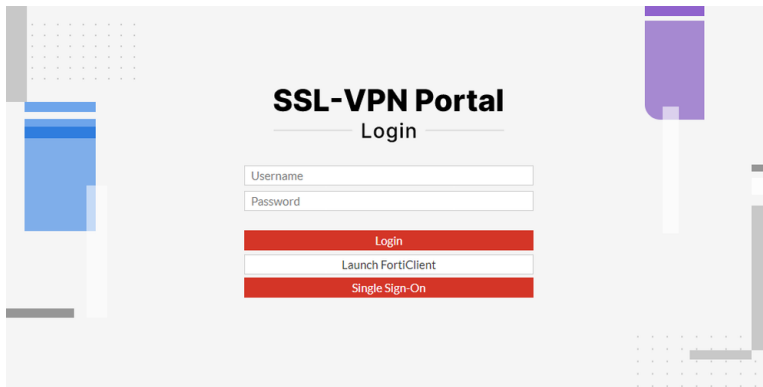 SSL-VPN Portal
Login
Username
Password
Login
Launch FortiClient
Single Sign-On